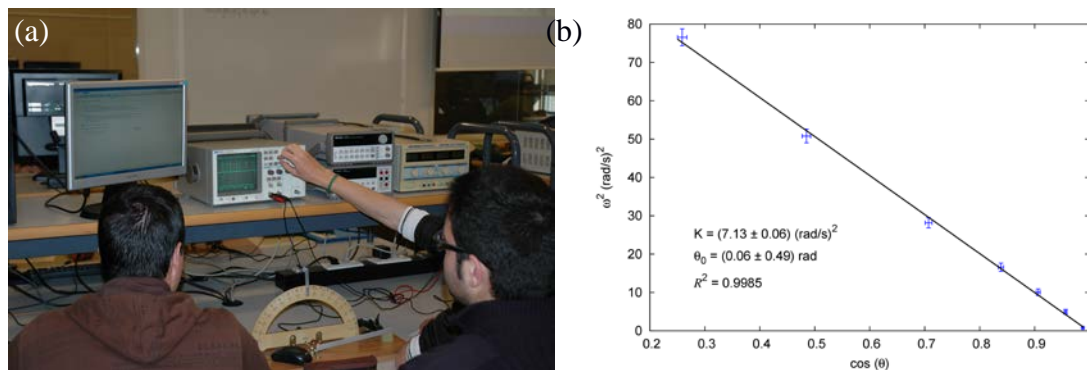 (a)
(b)
80
70
60
50
40
30
20
10
0
ω² (rad/s)²
K = (7.13 ± 0.06) (rad/s)²
θ₀ = (0.06 ± 0.49) rad
R² = 0.9985
0.2 0.3 0.4 0.5 0.6 0.7 0.8 0.9
cos (θ)